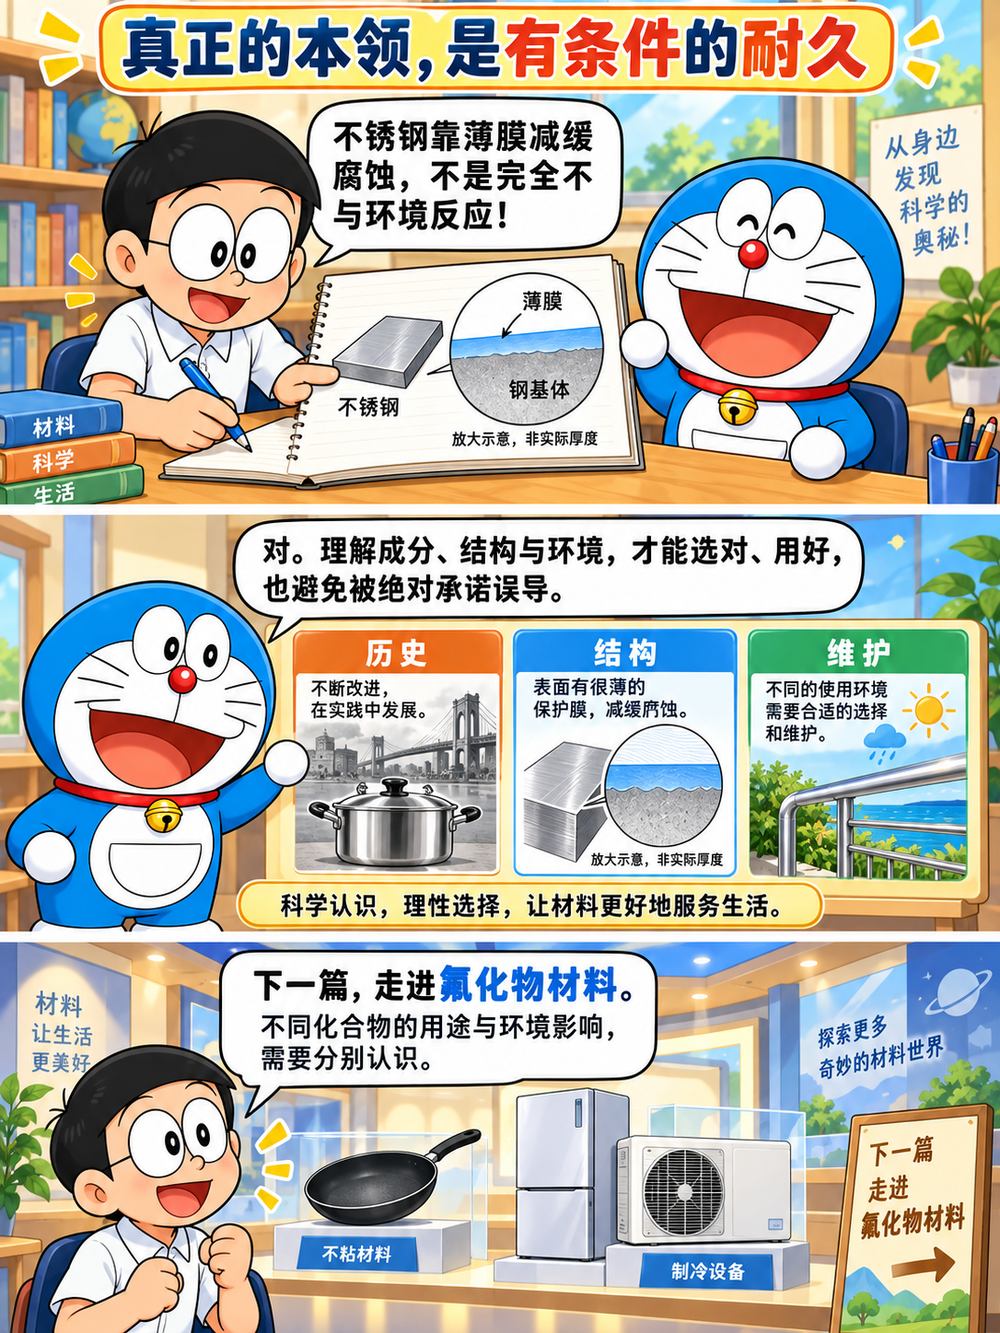 真正的本领，是有条件的耐久
不锈钢靠薄膜减缓
腐蚀，不是完全不
与环境反应！
从身边
发现
科学的
奥秘！
薄膜
钢基体
不锈钢
放大示意，非实际厚度
材料
科学
生活
对。理解成分、结构与环境，才能选对、用好，
也避免被绝对承诺误导。
历史
不断改进，
在实践中发展。
结构
表面有很薄的
保护膜，减缓腐蚀。
放大示意，非实际厚度
维护
不同的使用环境
需要合适的选择
和维护。
科学认识，理性选择，让材料更好地服务生活。
下一篇，走进氟化物材料。
不同化合物的用途与环境影响，
需要分别认识。
材料
让生活
更美好
探索更多
奇妙的材料世界
不粘材料
制冷设备
下一篇
走进
氟化物材料